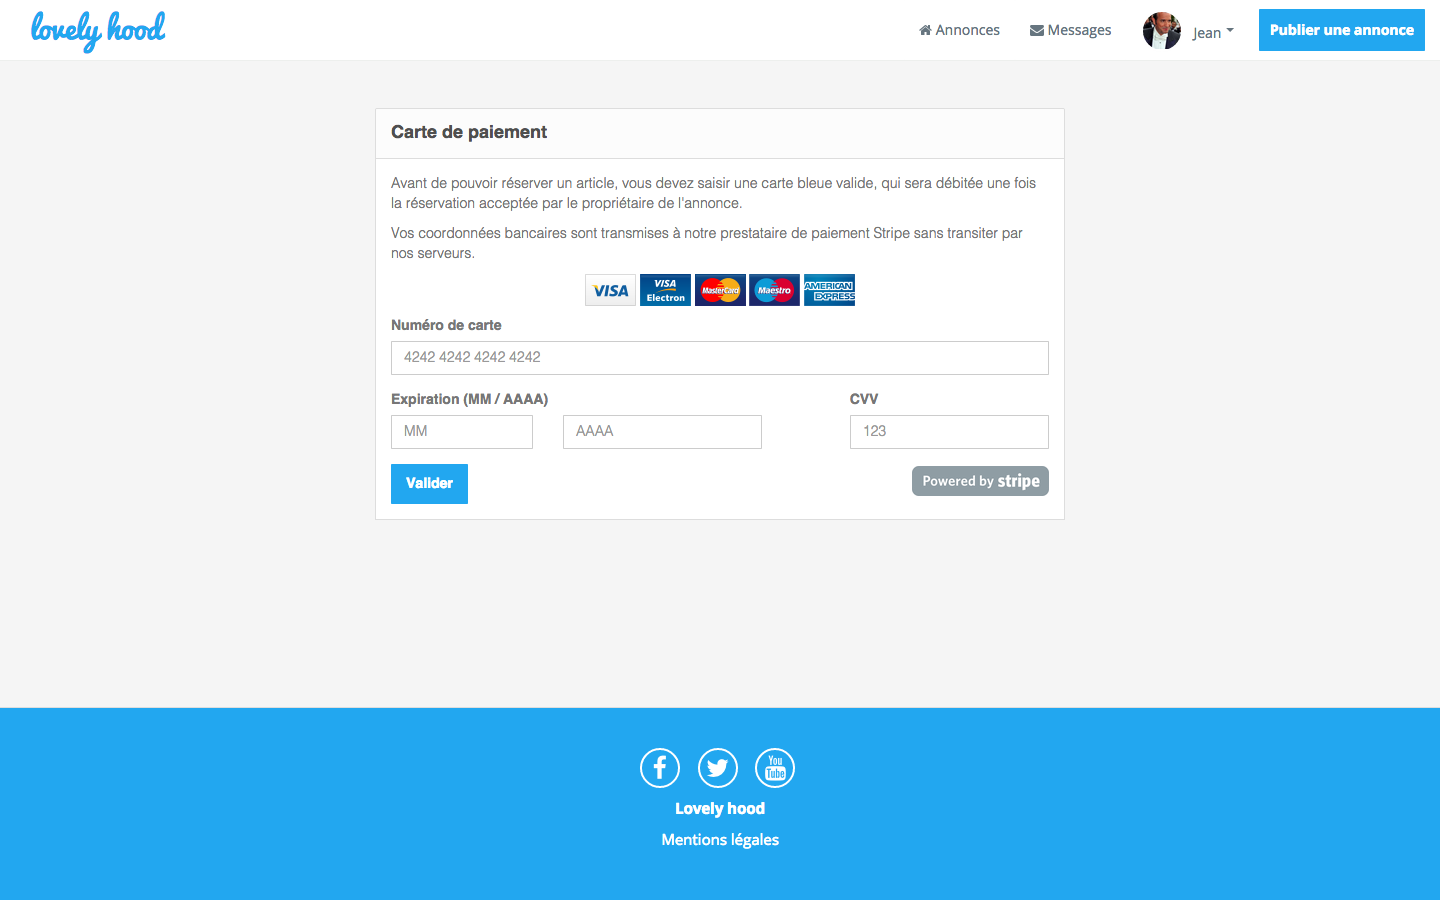 lovely hood
Annonces
Messages
Jean
Publier une annonce
Carte de paiement
Avant de pouvoir réserver un article, vous devez saisir une carte bleue valide, qui sera débitée une fois
la réservation acceptée par le propriétaire de l'annonce.
Vos coordonnées bancaires sont transmises à notre prestataire de paiement Stripe sans transiter par
nos serveurs.
VISA
VISA Electron
MasterCard
Maestro
AMERICAN EXPRESS
Numéro de carte
4242 4242 4242 4242
Expiration (MM / AAAA)
CVV
MM
AAAA
123
Valider
Powered by stripe
You Tube
Lovely hood
Mentions légales